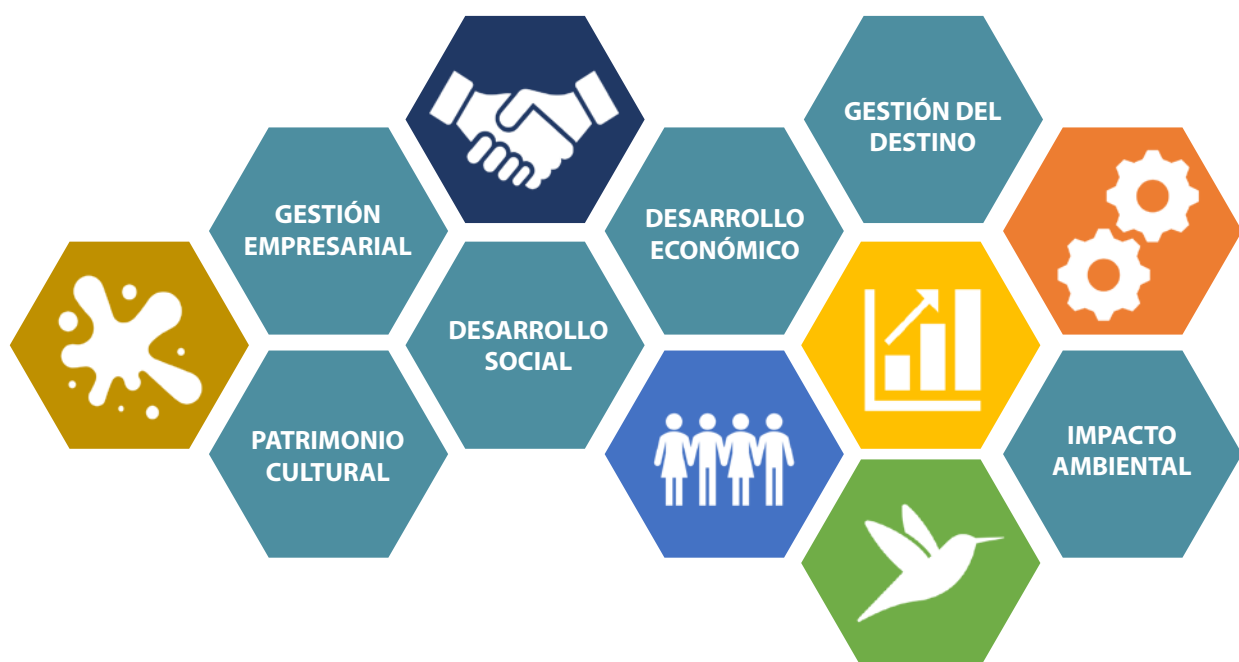 GESTIÓN DEL
DESTINO
GESTIÓN
EMPRESARIAL
DESARROLLO
ECONÓMICO
DESARROLLO
SOCIAL
PATRIMONIO
CULTURAL
IMPACTO
AMBIENTAL